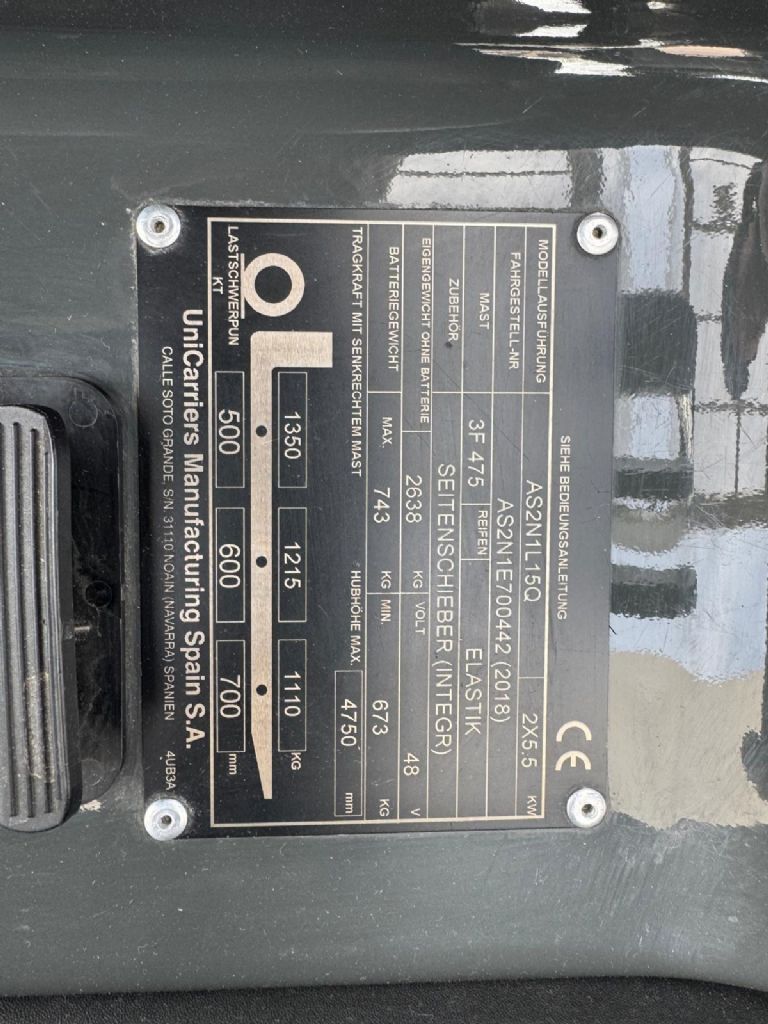 SIEHE BEDIEUNGSANLEITUNG CE
MODELLAUSFÜHRUNG AS2N1L15Q 2X5.5 KW
FAHRGESTELL-NR AS2N1E700442 (2018)
MAST 3F 475 REIFEN ELASTIK
ZUBEHÖR SEITENSCHIEBER (INTEGR)
EIGENGEWICHT OHNE BATTERIE 2638 KG VOLT 48 V
BATTERIEGEWICHT MAX. 743 KG MIN. 673 KG
TRAGKRAFT MIT SENKRECHTEM MAST HUBHÖHE MAX. 4750 mm
1350 1215 1110 KG
LASTSCHWERPUN
KT 500 600 700 mm
UniCarriers Manufacturing Spain S.A.
CALLE SOTO GRANDE, S/N, 31110 NOAIN (NAVARRA) SPANIEN 4UB3A